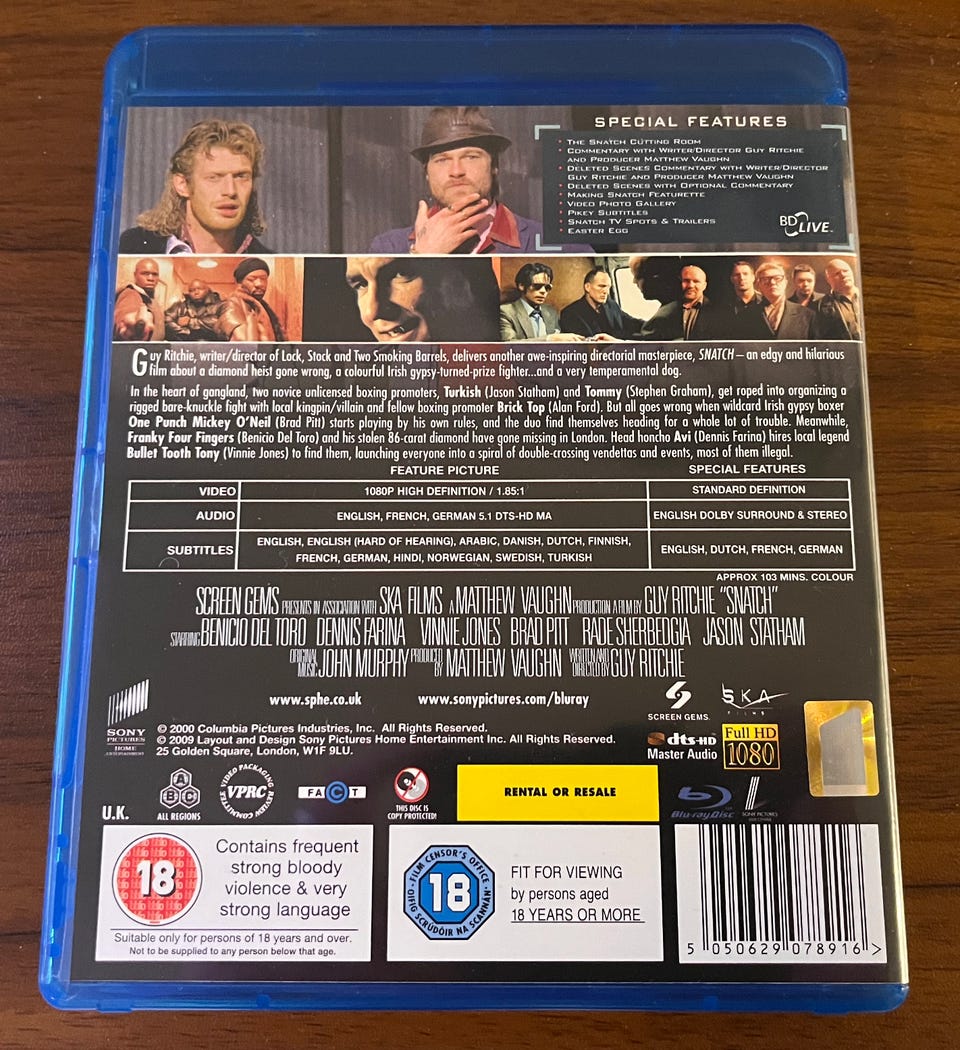 SPECIAL FEATURES
• THE SNATCH CUTTING ROOM
• COMMENTARY WITH WRITER/DIRECTOR GUY RITCHIE
AND PRODUCER MATTHEW VAUGHN
• DELETED SCENES COMMENTARY WITH WRITER/DIRECTOR
GUY RITCHIE AND PRODUCER MATTHEW VAUGHN
• DELETED SCENES WITH OPTIONAL COMMENTARY
• MAKING SNATCH FEATURETTE
• VIDEO PHOTO GALLERY
• PIKEY SUBTITLES
• SNATCH TV SPOTS & TRAILERS
• EASTER EGG
BD LIVE™
Guy Ritchie, writer/director of Lock, Stock and Two Smoking Barrels, delivers another awe-inspiring directorial masterpiece, SNATCH – an edgy and hilarious
film about a diamond heist gone wrong, a colourful Irish gypsy-turned-prize fighter...and a very temperamental dog.
In the heart of gangland, two novice unlicensed boxing promoters, Turkish (Jason Statham) and Tommy (Stephen Graham), get roped into organizing a
rigged bare-knuckle fight with local kingpin/villain and fellow boxing promoter Brick Top (Alan Ford). But all goes wrong when wildcard Irish gypsy boxer
One Punch Mickey O'Neil (Brad Pitt) starts playing by his own rules, and the duo find themselves heading for a whole lot of trouble. Meanwhile,
Franky Four Fingers (Benicio Del Toro) and his stolen 86-carat diamond have gone missing in London. Head honcho Avi (Dennis Farina) hires local legend
Bullet Tooth Tony (Vinnie Jones) to find them, launching everyone into a spiral of double-crossing vendettas and events, most of them illegal.
FEATURE PICTURE SPECIAL FEATURES
VIDEO 1080P HIGH DEFINITION / 1.85:1 STANDARD DEFINITION
AUDIO ENGLISH, FRENCH, GERMAN 5.1 DTS-HD MA ENGLISH DOLBY SURROUND & STEREO
SUBTITLES ENGLISH, ENGLISH (HARD OF HEARING), ARABIC, DANISH, DUTCH, FINNISH,
FRENCH, GERMAN, HINDI, NORWEGIAN, SWEDISH, TURKISH ENGLISH, DUTCH, FRENCH, GERMAN
APPROX 103 MINS. COLOUR
SCREEN GEMS PRESENTS IN ASSOCIATION WITH SKA FILMS A MATTHEW VAUGHN PRODUCTION A FILM BY GUY RITCHIE "SNATCH"
STARRING BENICIO DEL TORO DENNIS FARINA VINNIE JONES BRAD PITT RADE SHERBEDGIA JASON STATHAM
ORIGINAL MUSIC JOHN MURPHY PRODUCED BY MATTHEW VAUGHN WRITTEN AND DIRECTED BY GUY RITCHIE
www.sphe.co.uk www.sonypictures.com/bluray
SCREEN GEMS
SKA
FILMS
SONY
PICTURES
HOME
ENTERTAINMENT
© 2000 Columbia Pictures Industries, Inc. All Rights Reserved.
© 2009 Layout and Design Sony Pictures Home Entertainment Inc. All Rights Reserved.
25 Golden Square, London, W1F 9LU.
dts-HD
Master Audio
Full HD
1080
U.K.
ABC
ALL REGIONS
VIDEO PACKAGING REVIEW COMMITTEE
VPRC
FACT
THIS DISC IS
COPY PROTECTED!
RENTAL OR RESALE
Blu-ray Disc
SONY PICTURES
18
Contains frequent
strong bloody
violence & very
strong language
Suitable only for persons of 18 years and over.
Not to be supplied to any person below that age.
FILM CENSOR'S OFFICE
18
OIFIG SCRÚDÓIR NA SCANNÁN
FIT FOR VIEWING
by persons aged
18 YEARS OR MORE
5 050629 078916 >